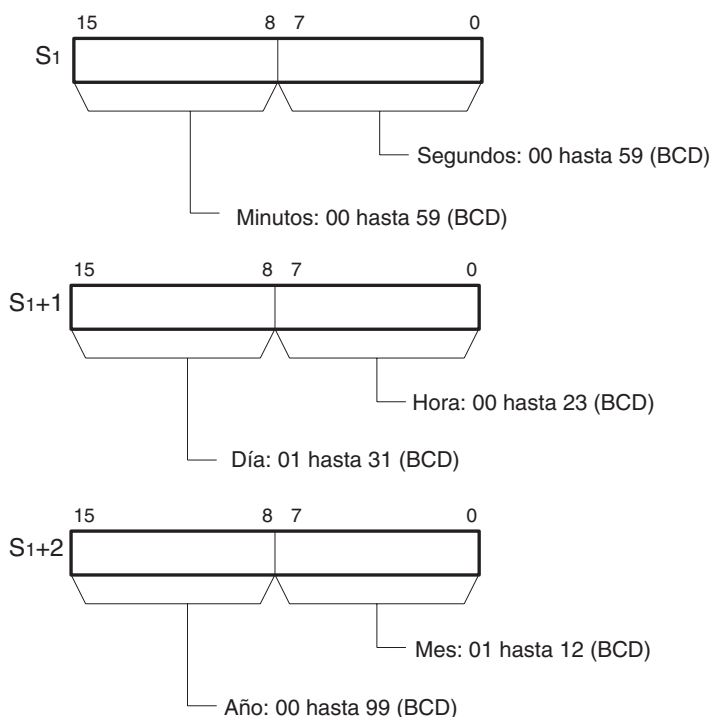 15 8 7 0
S1
Segundos: 00 hasta 59 (BCD)
Minutos: 00 hasta 59 (BCD)
15 8 7 0
S1+1
Hora: 00 hasta 23 (BCD)
Día: 01 hasta 31 (BCD)
15 8 7 0
S1+2
Mes: 01 hasta 12 (BCD)
Año: 00 hasta 99 (BCD)